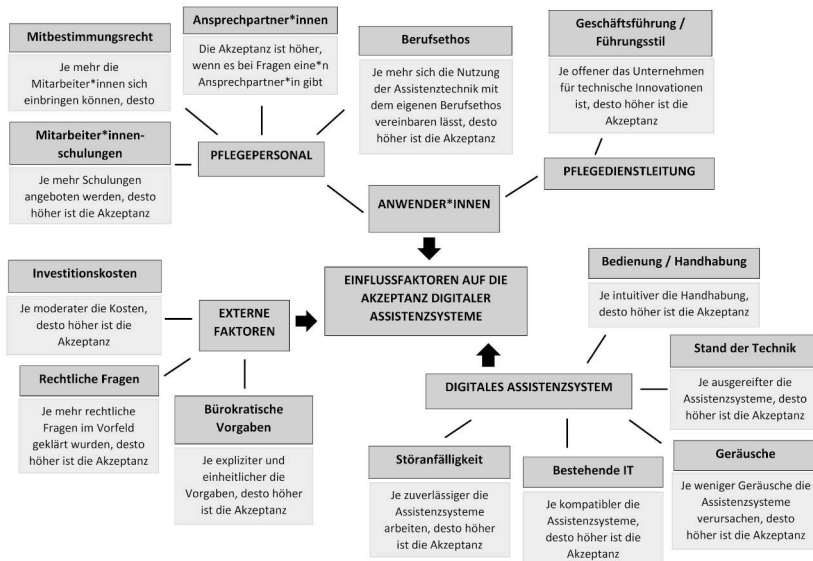 Mitbestimmungsrecht
Je mehr die
Mitarbeiter*innen sich
einbringen können, desto
Ansprechpartner*innen
Die Akzeptanz ist höher,
wenn es bei Fragen eine*n
Ansprechpartner*in gibt
Berufsethos
Je mehr sich die Nutzung
der Assistenztechnik mit
dem eigenen Berufsethos
vereinbaren lässt, desto
höher ist die Akzeptanz
Geschäftsführung /
Führungsstil
Je offener das Unternehmen
für technische Innovationen
ist, desto höher ist die
Akzeptanz
Mitarbeiter*innen-
schulungen
Je mehr Schulungen
angeboten werden, desto
höher ist die Akzeptanz
PFLEGEPERSONAL
PFLEGEDIENSTLEITUNG
ANWENDER*INNEN
EINFLUSSFAKTOREN AUF DIE
AKZEPTANZ DIGITALER
ASSISTENZSYSTEME
Investitionskosten
Je moderater die Kosten,
desto höher ist die
Akzeptanz
EXTERNE
FAKTOREN
Rechtliche Fragen
Je mehr rechtliche
Fragen im Vorfeld
geklärt wurden, desto
höher ist die Akzeptanz
Bürokratische
Vorgaben
Je expliziter und
einheitlicher die
Vorgaben, desto höher
ist die Akzeptanz
Bedienung / Handhabung
Je intuitiver die Handhabung,
desto höher ist die Akzeptanz
DIGITALES ASSISTENZSYSTEM
Stand der Technik
Je ausgereifter die
Assistenzsysteme, desto
höher ist die Akzeptanz
Störanfälligkeit
Je zuverlässiger die
Assistenzsysteme
arbeiten, desto höher
ist die Akzeptanz
Bestehende IT
Je kompatibler die
Assistenzsysteme,
desto höher ist die
Akzeptanz
Geräusche
Je weniger Geräusche die
Assistenzsysteme
verursachen, desto
höher ist die Akzeptanz